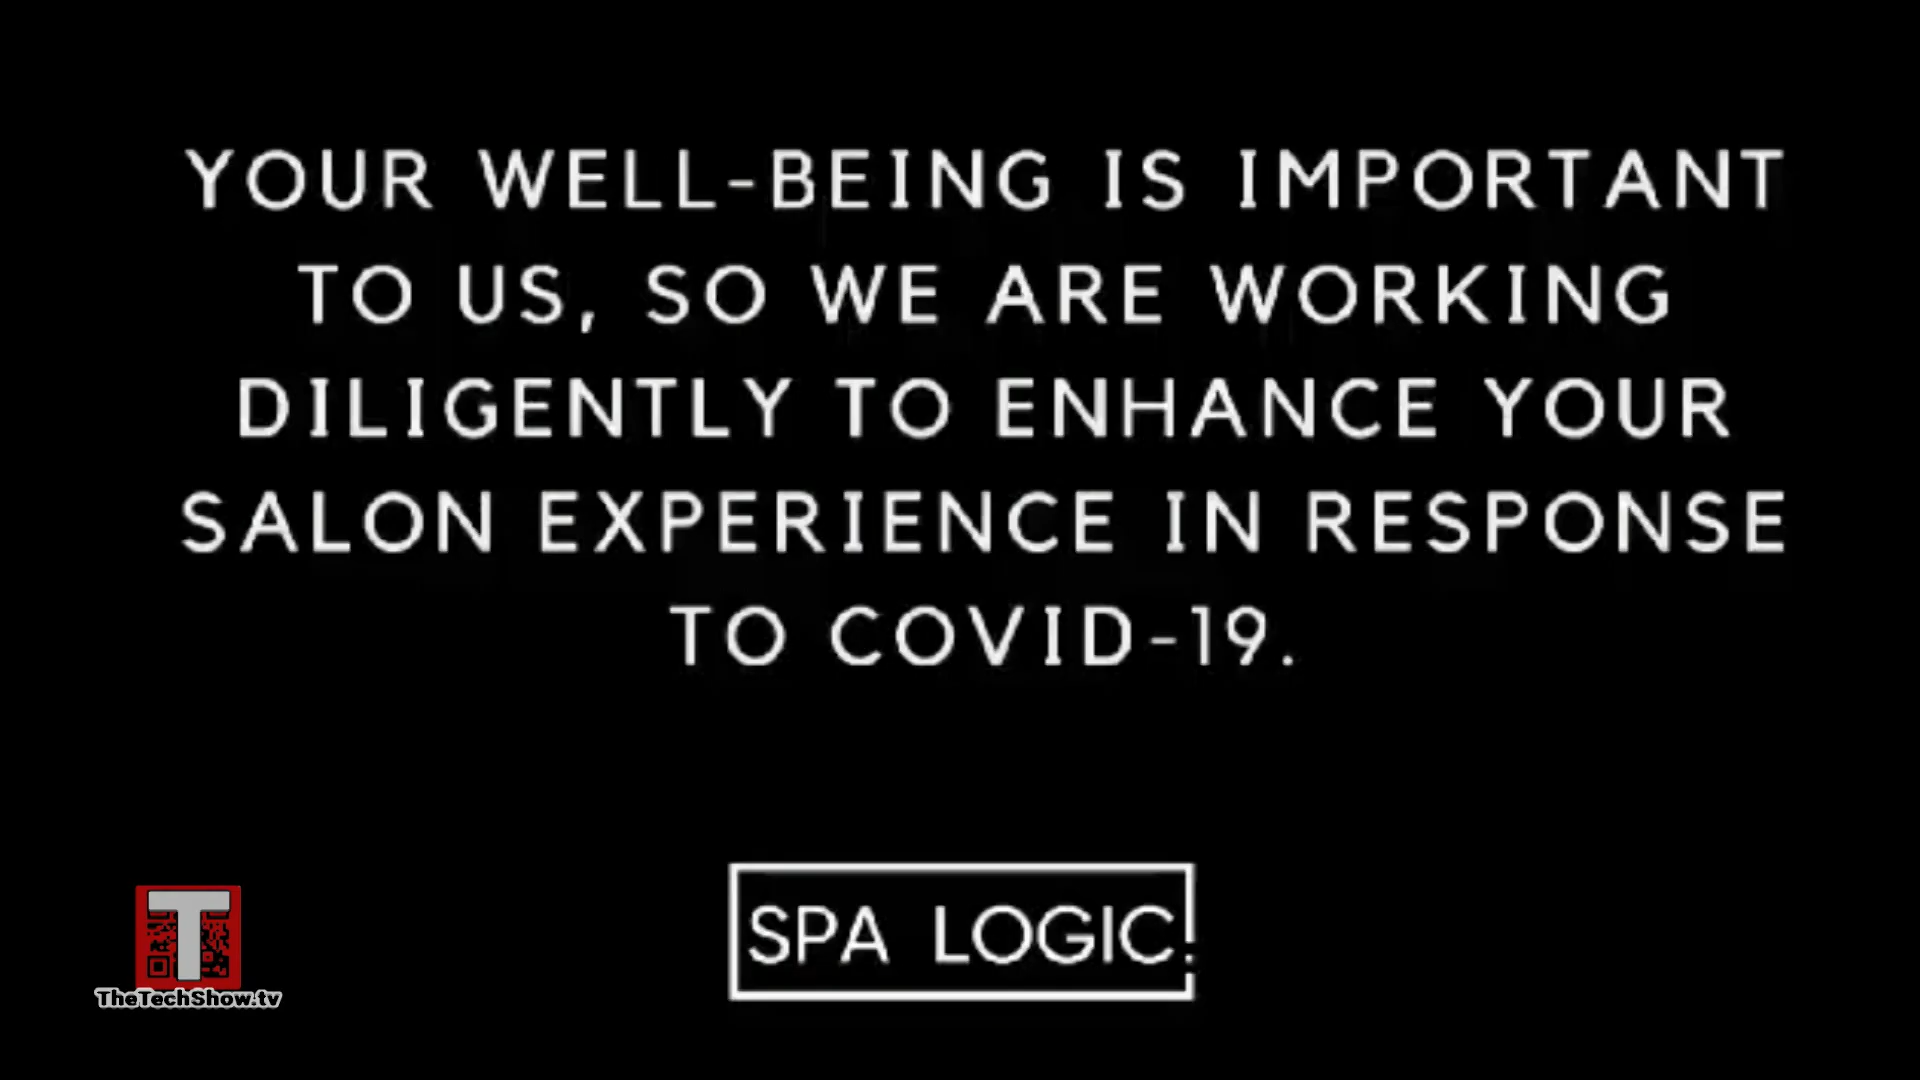 YOUR WELL-BEING IS IMPORTANT
TO US, SO WE ARE WORKING
DILIGENTLY TO ENHANCE YOUR
SALON EXPERIENCE IN RESPONSE
TO COVID-19.
SPA LOGIC.
T
TheTechShow.tv